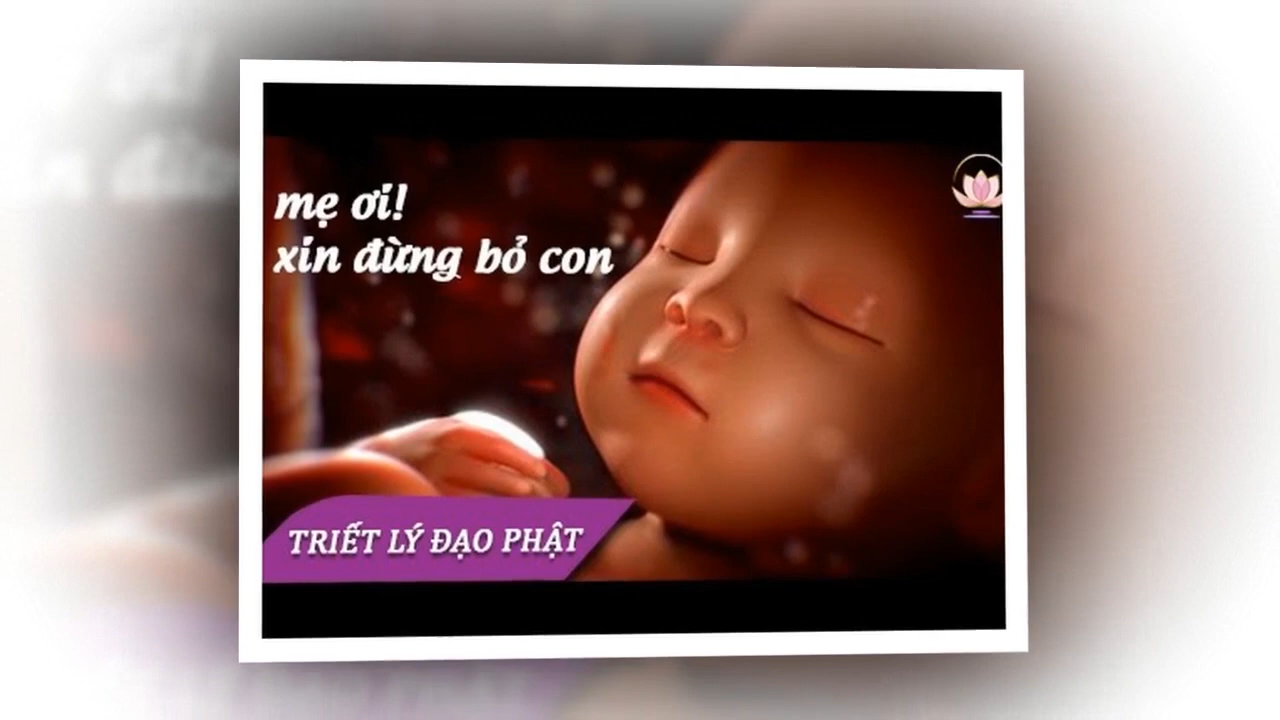 mẹ ơi!
xin đừng bỏ con
TRIẾT LÝ ĐẠO PHẬT